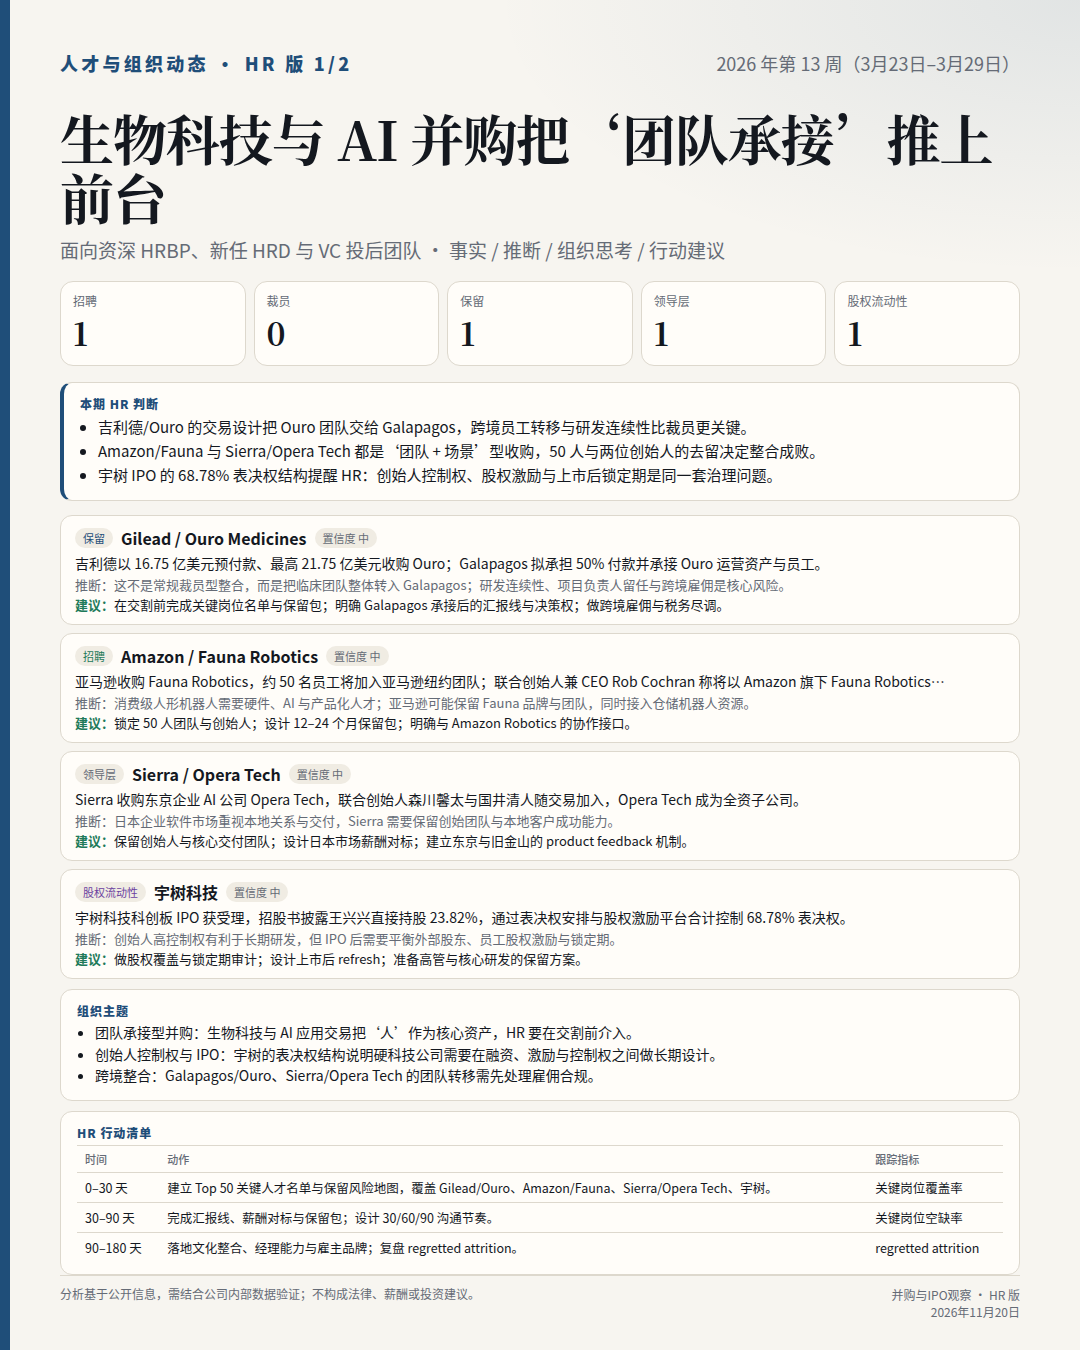 人才与组织动态 · HR 版 1/2
2026 年第 13 周（3月23日–3月29日）
生物科技与 AI 并购把‘团队承接’推上
前台
面向资深 HRBP、新任 HRD 与 VC 投后团队 · 事实 / 推断 / 组织思考 / 行动建议
招聘
1
裁员
0
保留
1
领导层
1
股权流动性
1
本期 HR 判断
• 吉利德/Ouro 的交易设计把 Ouro 团队交给 Galapagos，跨境员工转移与研发连续性比裁员更关键。
• Amazon/Fauna 与 Sierra/Opera Tech 都是‘团队 + 场景’型收购，50 人与两位创始人的去留决定整合成败。
• 宇树 IPO 的 68.78% 表决权结构提醒 HR：创始人控制权、股权激励与上市后锁定期是同一套治理问题。
保留 Gilead / Ouro Medicines 置信度 中
吉利德以 16.75 亿美元预付款、最高 21.75 亿美元收购 Ouro；Galapagos 拟承担 50% 付款并承接 Ouro 运营资产与员工。
推断：这不是常规裁员型整合，而是把临床团队整体转入 Galapagos；研发连续性、项目负责人留任与跨境雇佣是核心风险。
建议：在交割前完成关键岗位名单与保留包；明确 Galapagos 承接后的汇报线与决策权；做跨境雇佣与税务尽调。
招聘 Amazon / Fauna Robotics 置信度 中
亚马逊收购 Fauna Robotics，约 50 名员工将加入亚马逊纽约团队；联合创始人兼 CEO Rob Cochran 称将以 Amazon 旗下 Fauna Robotics…
推断：消费级人形机器人需要硬件、AI 与产品化人才；亚马逊可能保留 Fauna 品牌与团队，同时接入仓储机器人资源。
建议：锁定 50 人团队与创始人；设计 12–24 个月保留包；明确与 Amazon Robotics 的协作接口。
领导层 Sierra / Opera Tech 置信度 中
Sierra 收购东京企业 AI 公司 Opera Tech，联合创始人森川馨太与国井清人随交易加入，Opera Tech 成为全资子公司。
推断：日本企业软件市场重视本地关系与交付，Sierra 需要保留创始团队与本地客户成功能力。
建议：保留创始人与核心交付团队；设计日本市场薪酬对标；建立东京与旧金山的 product feedback 机制。
股权流动性 宇树科技 置信度 中
宇树科技科创板 IPO 获受理，招股书披露王兴兴直接持股 23.82%，通过表决权安排与股权激励平台合计控制 68.78% 表决权。
推断：创始人高控制权有利于长期研发，但 IPO 后需要平衡外部股东、员工股权激励与锁定期。
建议：做股权覆盖与锁定期审计；设计上市后 refresh；准备高管与核心研发的保留方案。
组织主题
• 团队承接型并购：生物科技与 AI 应用交易把‘人’作为核心资产，HR 要在交割前介入。
• 创始人控制权与 IPO：宇树的表决权结构说明硬科技公司需要在融资、激励与控制权之间做长期设计。
• 跨境整合：Galapagos/Ouro、Sierra/Opera Tech 的团队转移需先处理雇佣合规。
HR 行动清单
时间 动作 跟踪指标
0–30 天 建立 Top 50 关键人才名单与保留风险地图，覆盖 Gilead/Ouro、Amazon/Fauna、Sierra/Opera Tech、宇树。 关键岗位覆盖率
30–90 天 完成汇报线、薪酬对标与保留包；设计 30/60/90 沟通节奏。 关键岗位空缺率
90–180 天 落地文化整合、经理能力与雇主品牌；复盘 regretted attrition。 regretted attrition
分析基于公开信息，需结合公司内部数据验证；不构成法律、薪酬或投资建议。
并购与IPO观察 · HR 版
2026年11月20日